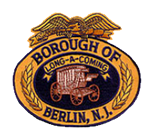 BOROUGH OF
LONG-A-COMING
BERLIN, N.J.